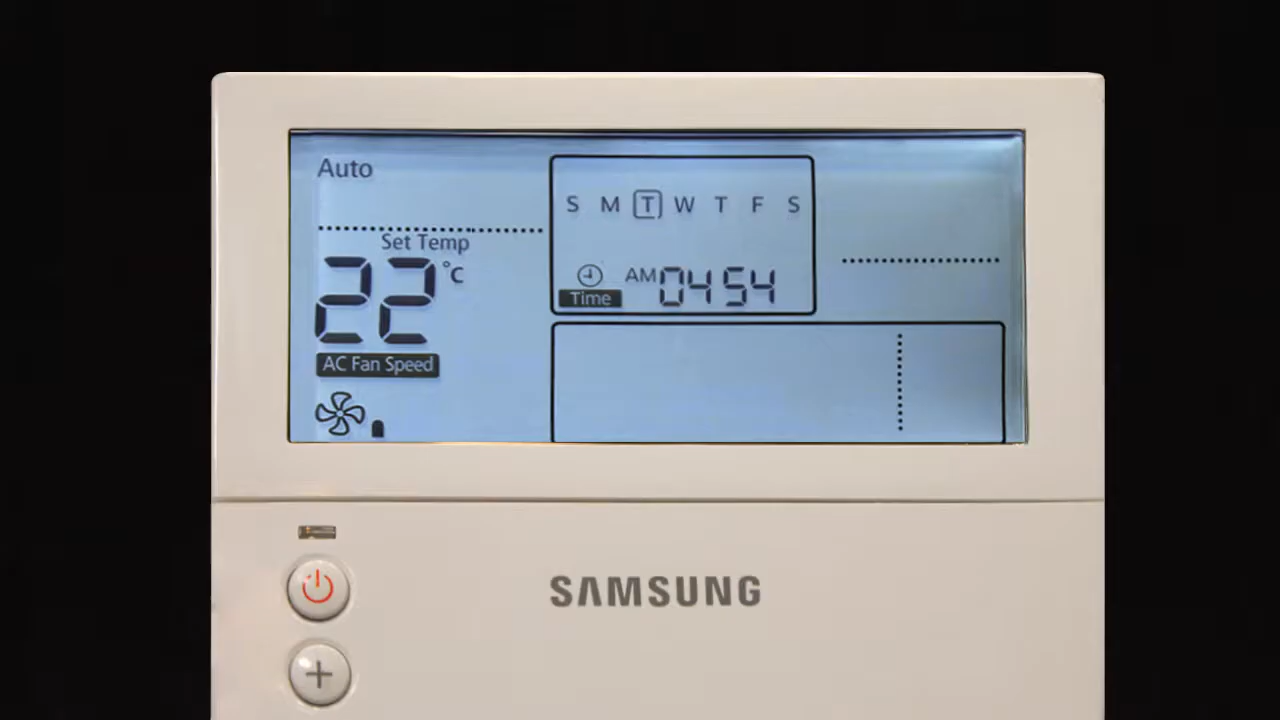 Auto
Set Temp
22°C
AC Fan Speed
S M T W T F S
AM 04 54
Time
SAMSUNG